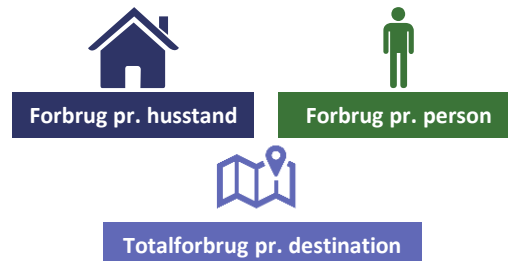 Forbrug pr. husstand
Forbrug pr. person
Totalforbrug pr. destination